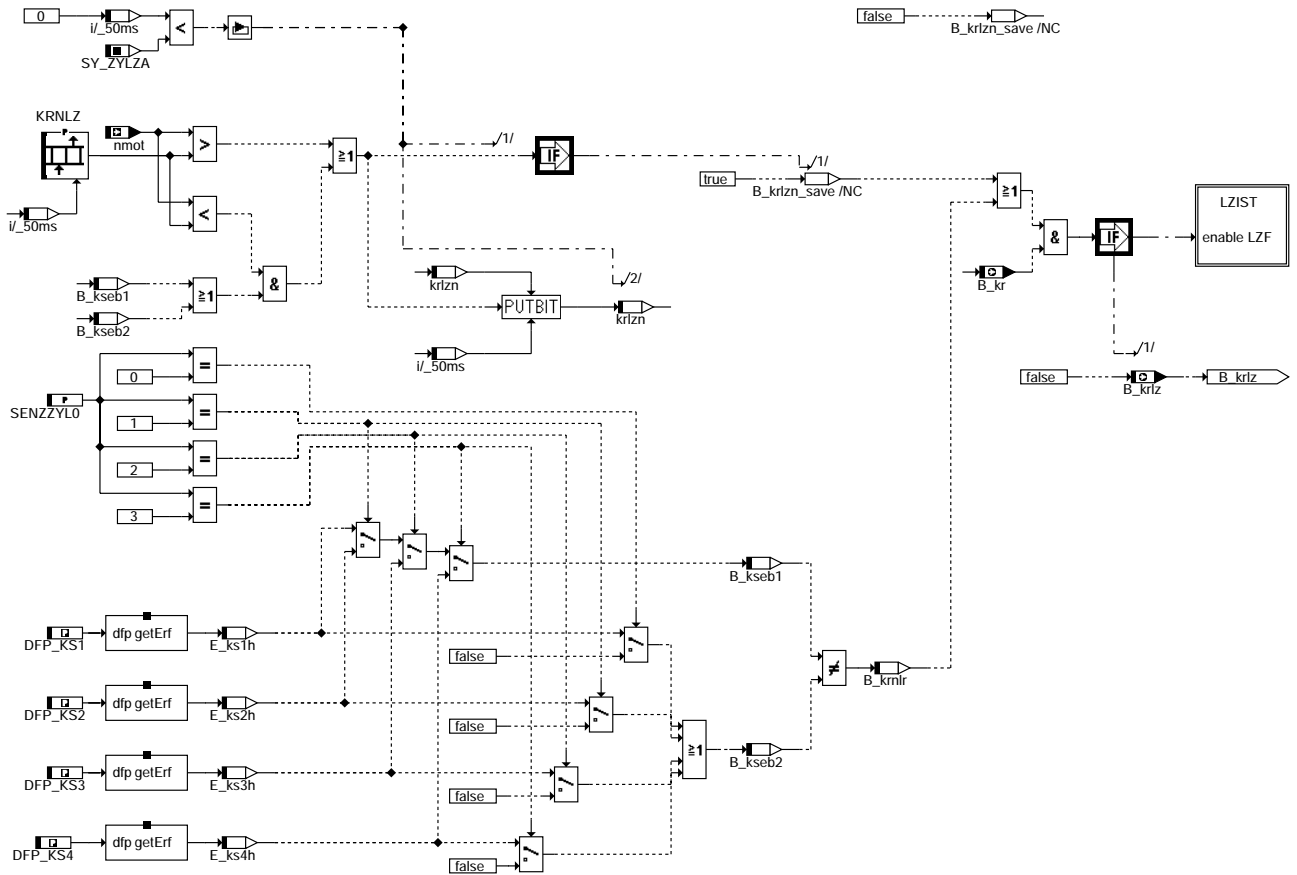 0
i/_50ms
<
SY_ZYLZA
false
B_krlzn_save /NC
KRNLZ
P
nmot
>
≥1
/1/
IF
/1/
true
B_krlzn_save /NC
≥1
LZIST
enable LZF
i/_50ms
<
&
&
IF
B_kr
B_kseb1
≥1
B_kseb2
krlzn
/2/
PUTBIT
krlzn
i/_50ms
/1/
false
B_krlz
B_krlz
=
0
P
SENZZYL0
=
1
=
2
=
3
B_kseb1
DFP_KS1
dfp getErf
E_ks1h
false
≠
B_krnlr
DFP_KS2
dfp getErf
E_ks2h
false
≥1
B_kseb2
DFP_KS3
dfp getErf
E_ks3h
false
DFP_KS4
dfp getErf
E_ks4h
false